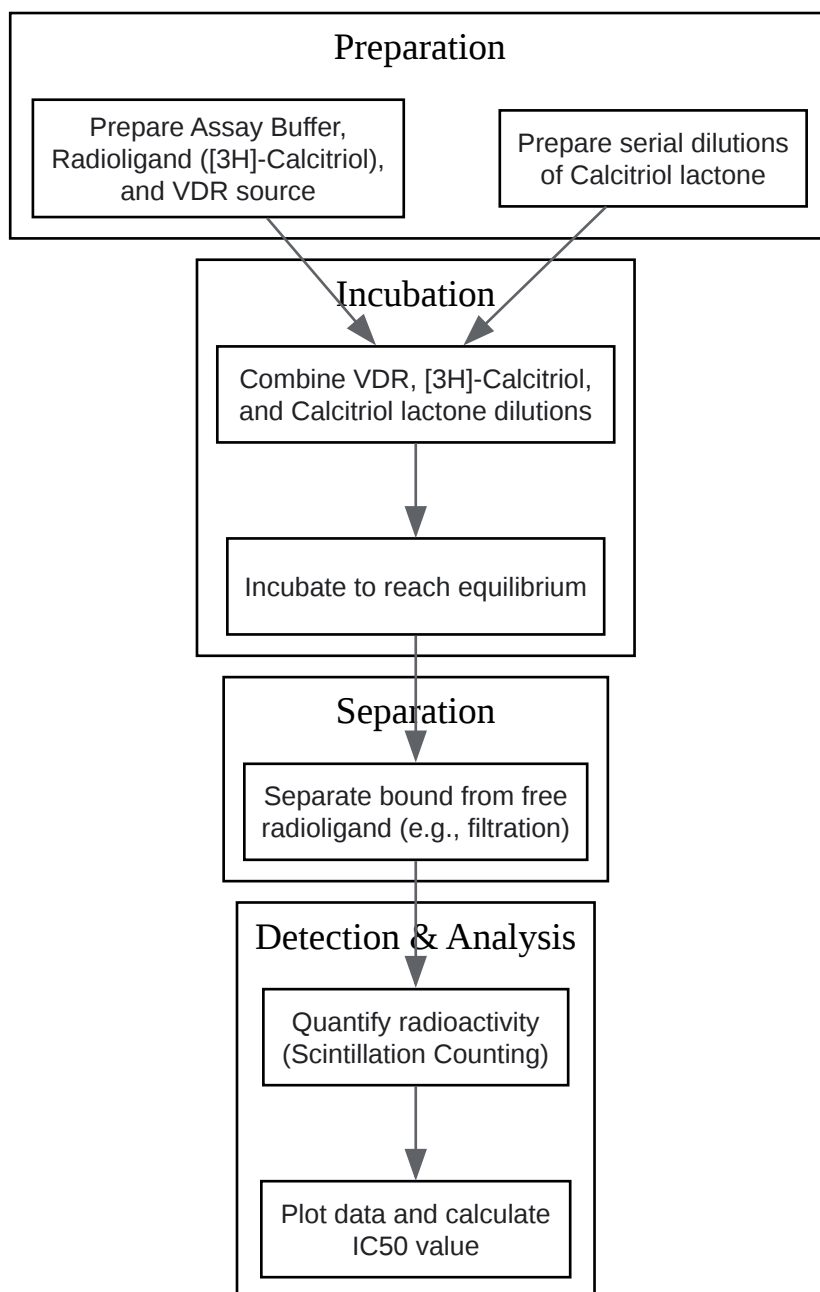 Preparation
Prepare Assay Buffer,
Radioligand ([3H]-Calcitriol),
and VDR source
Prepare serial dilutions
of Calcitriol lactone
Incubation
Combine VDR, [3H]-Calcitriol,
and Calcitriol lactone dilutions
Incubate to reach equilibrium
Separation
Separate bound from free
radioligand (e.g., filtration)
Detection & Analysis
Quantify radioactivity
(Scintillation Counting)
Plot data and calculate
IC50 value